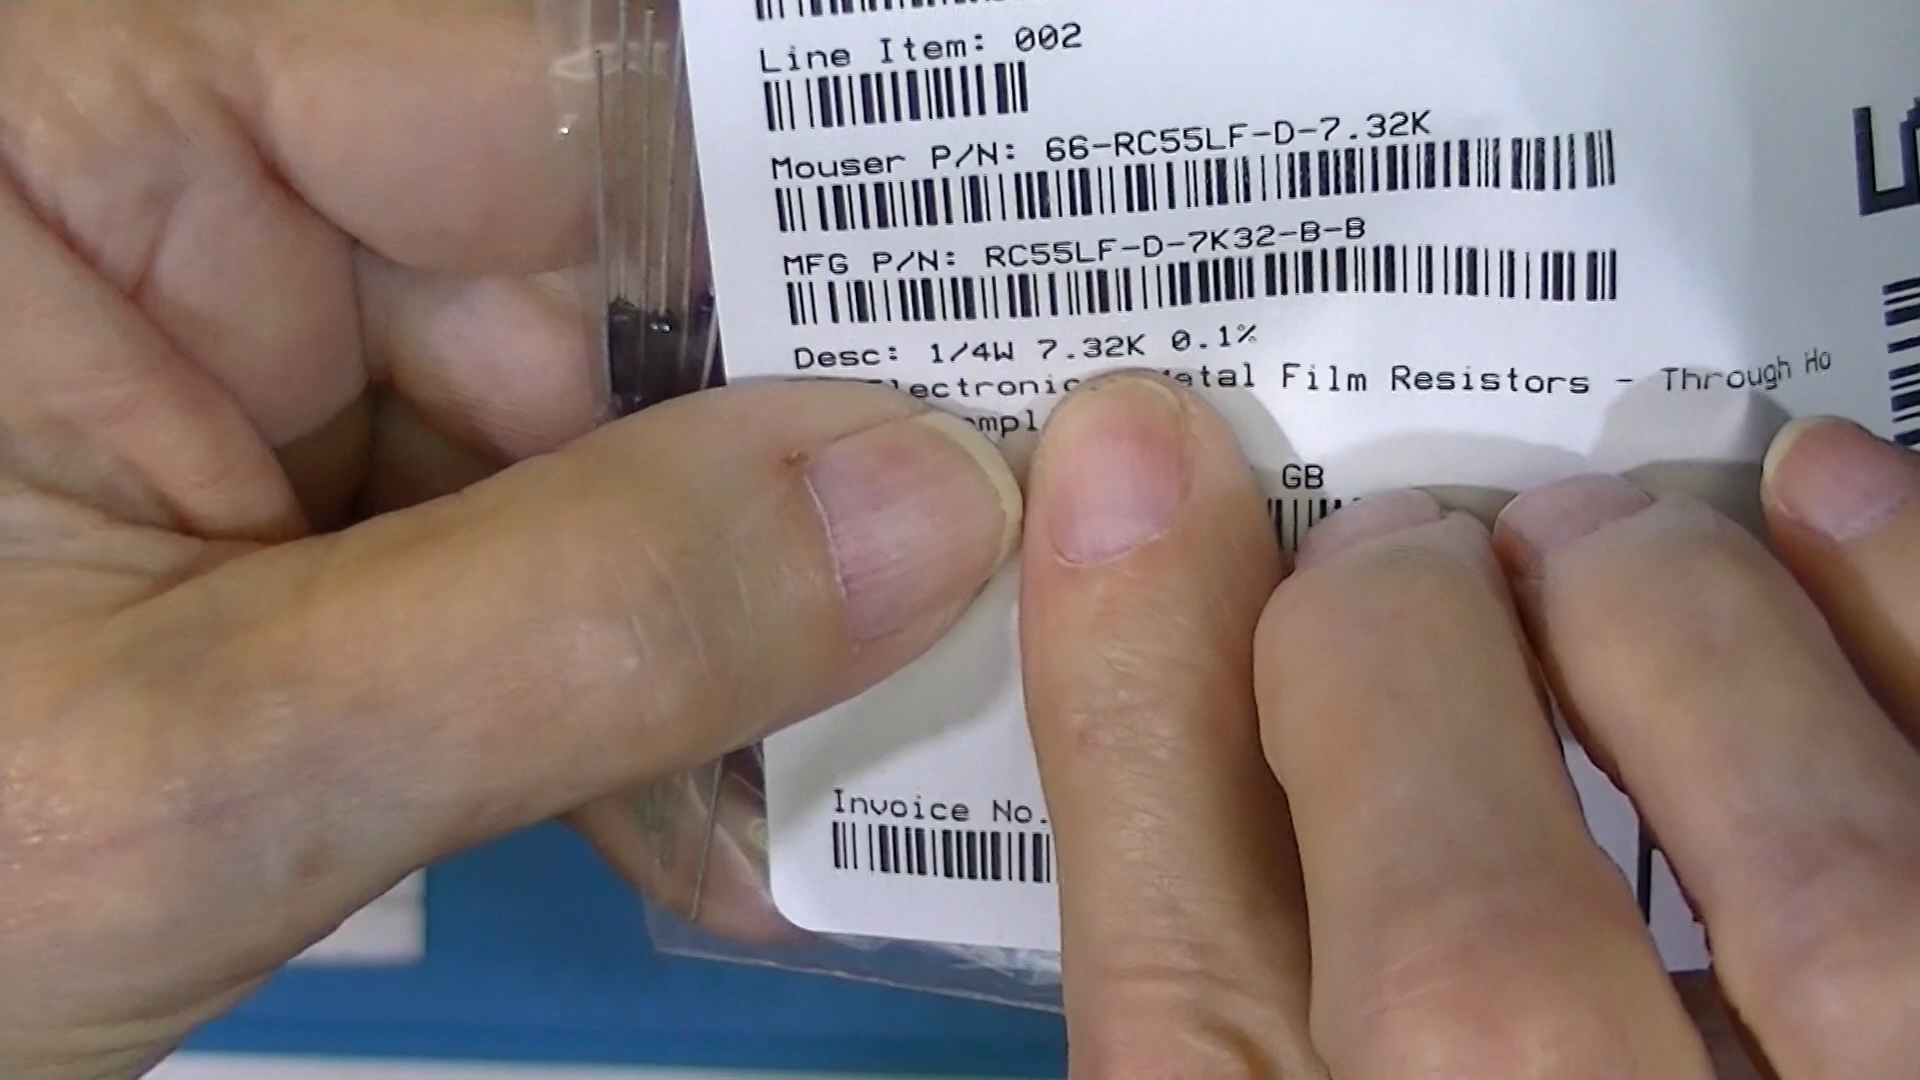 Line Item: 002
Mouser P/N: 66-RC55LF-D-7.32K
MFG P/N: RC55LF-D-7K32-B-B
Desc: 1/4W 7.32K 0.1%
Film Resistors - Through Ho
GB
Invoice No.